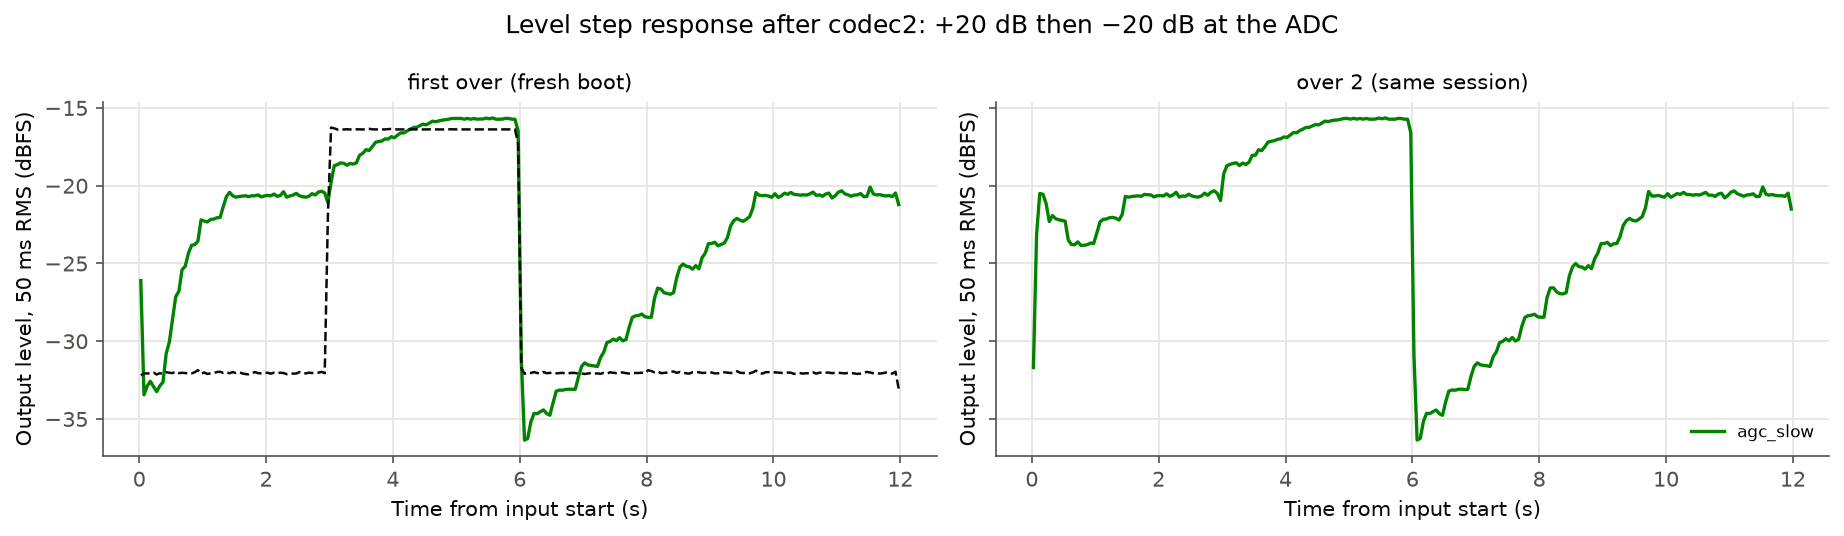 Level step response after codec2: +20 dB then −20 dB at the ADC
first over (fresh boot)
Output level, 50 ms RMS (dBFS)
−15
−20
−25
−30
−35
0 2 4 6 8 10 12
Time from input start (s)
over 2 (same session)
Output level, 50 ms RMS (dBFS)
agc_slow
0 2 4 6 8 10 12
Time from input start (s)